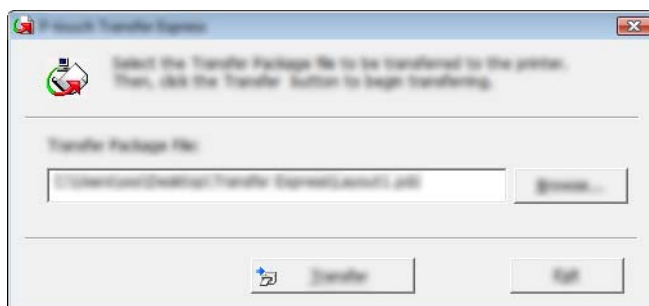 P-touch Transfer Express
Select the Transfer Package file to be transferred to the printer.
Then, click the Transfer button to begin transferring.
Transfer Package File:
Browse...
Transfer
Exit